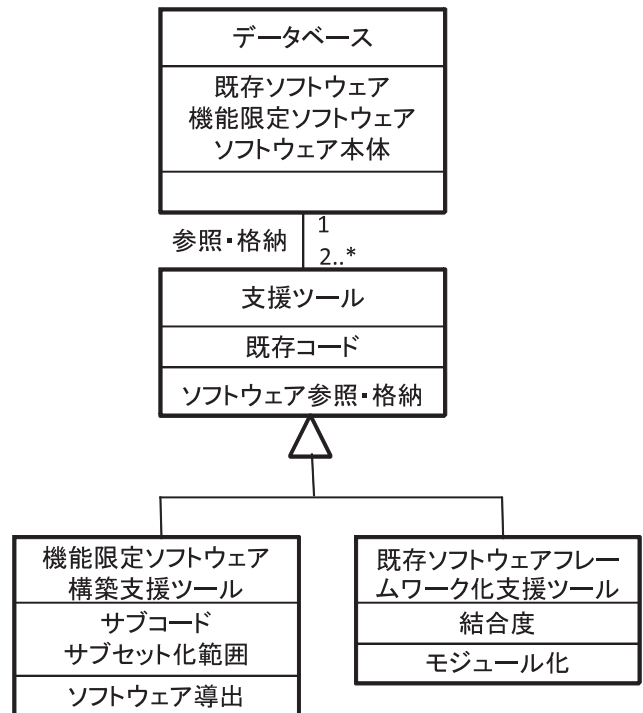 データベース
既存ソフトウェア
機能限定ソフトウェア
ソフトウェア本体
参照・格納
1
2..*
支援ツール
既存コード
ソフトウェア参照・格納
機能限定ソフトウェア
構築支援ツール
サブコード
サブセット化範囲
ソフトウェア導出
既存ソフトウェアフレー
ムワーク化支援ツール
結合度
モジュール化